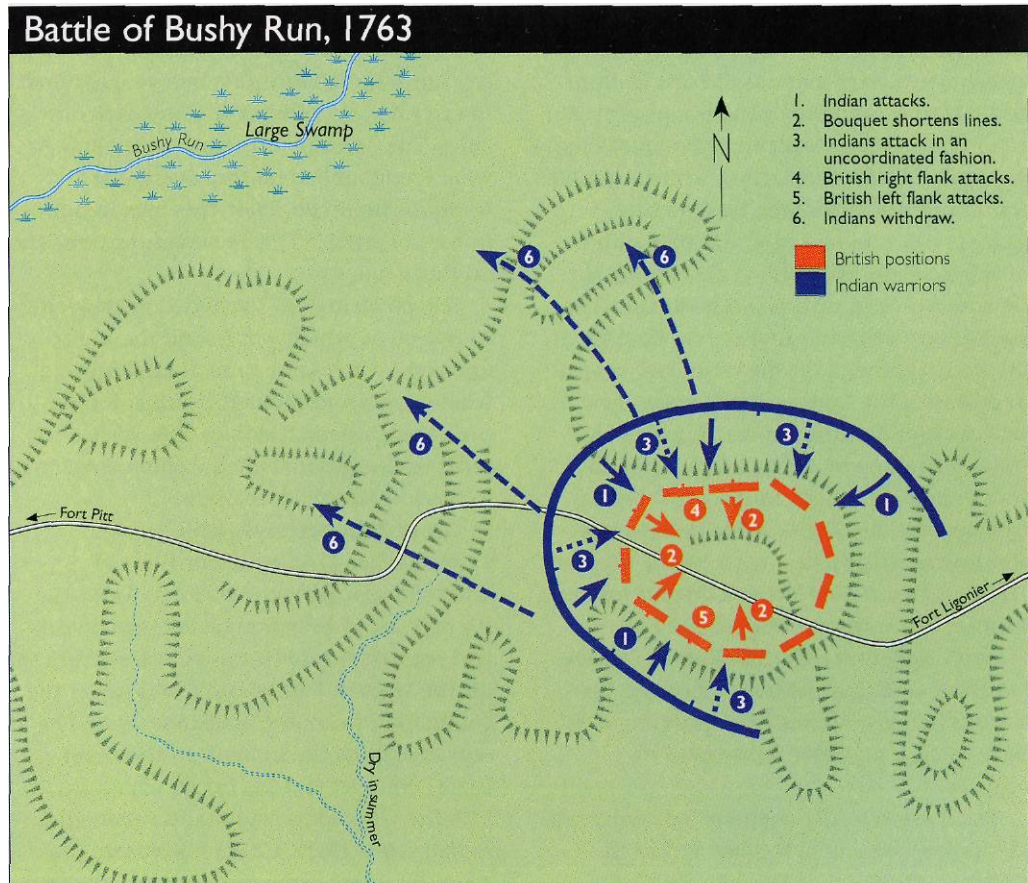 Battle of Bushy Run, 1763
Large Swamp
Bushy Run
N
1. Indian attacks.
2. Bouquet shortens lines.
3. Indians attack in an
uncoordinated fashion.
4. British right flank attacks.
5. British left flank attacks.
6. Indians withdraw.
British positions
Indian warriors
6
6
6
6
3
3
1
1
4
2
2
3
5
2
1
3
Fort Pitt
Fort Ligonier
Dry in summer